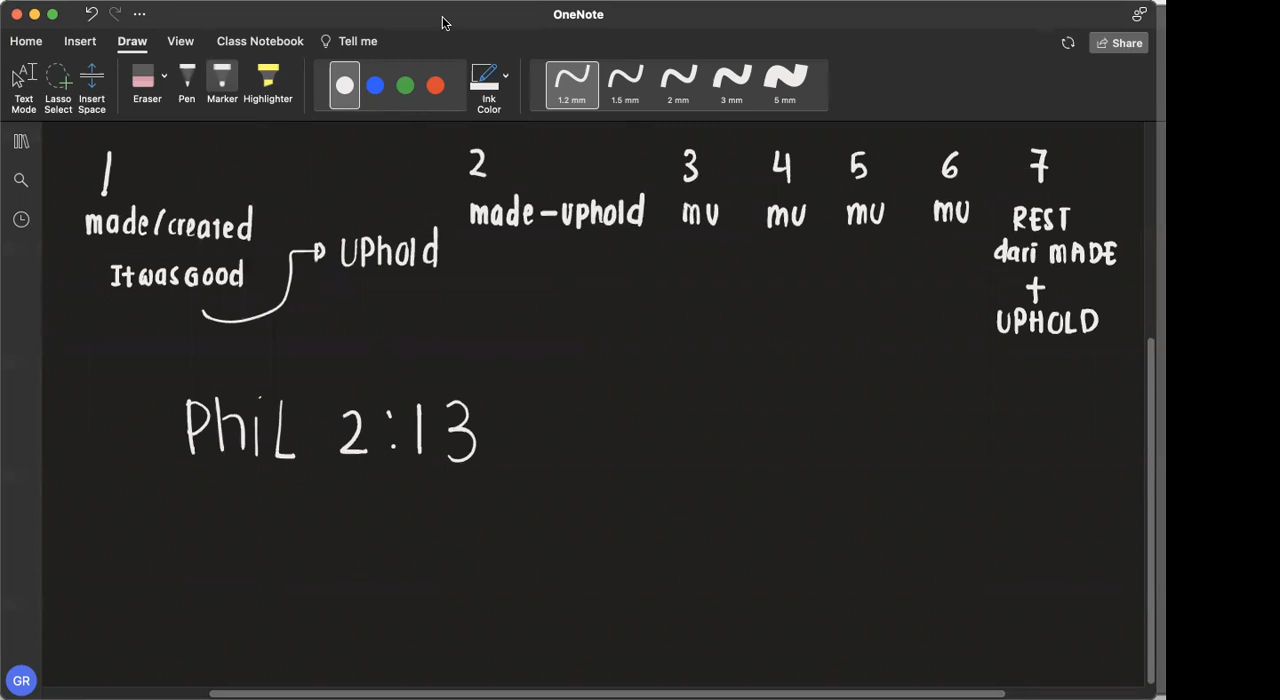 OneNote
Home Insert Draw View Class Notebook Tell me Share
Text Mode
Lasso Select
Insert Space
Eraser
Pen
Marker
Highlighter
Ink Color
1.2 mm 1.5 mm 2 mm 3 mm 5 mm
1 2 3 4 5 6 7
made/created
It was Good
UPhold
made-uphold
mu mu mu mu
REST
dari MADE
+
UPHOLD
PhiL 2:13
GR